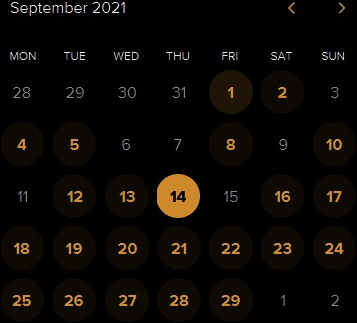 September 2021
MON TUE WED THU FRI SAT SUN
28 29 30 31 1 2 3
4 5 6 7 8 9 10
11 12 13 14 15 16 17
18 19 20 21 22 23 24
25 26 27 28 29 1 2